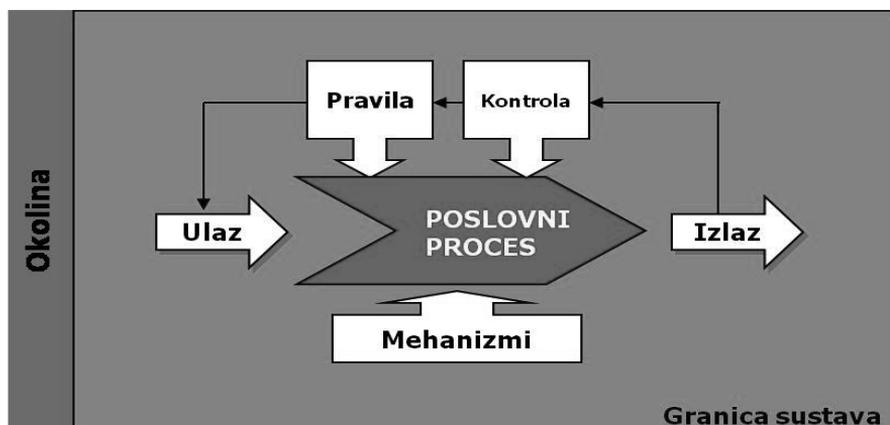 Okolina
Pravila
Kontrola
Ulaz
POSLOVNI
PROCES
Izlaz
Mehanizmi
Granica sustava